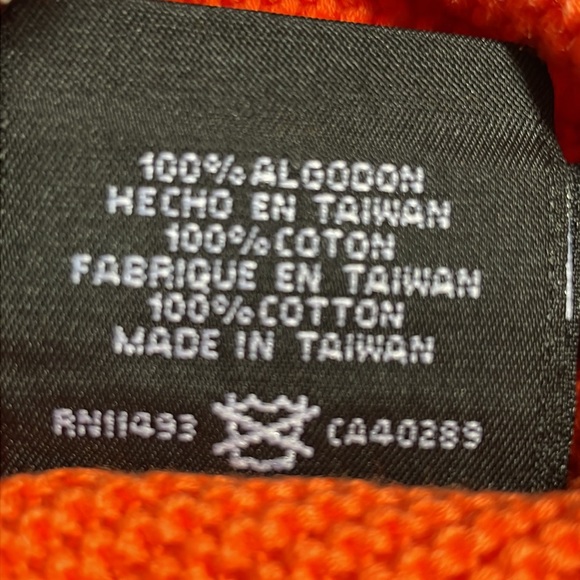 100% ALGODON
HECHO EN TAIWAN
100% COTON
FABRIQUE EN TAIWAN
100% COTTON
MADE IN TAIWAN
RN11493 CA40289